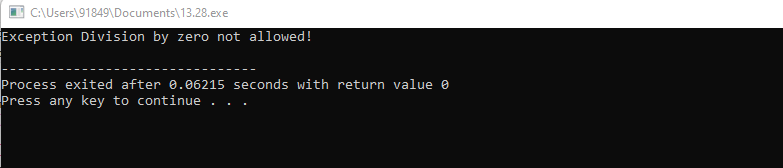 C:\Users\91849\Documents\13.28.exe
Exception Division by zero not allowed!
--------------------------------
Process exited after 0.06215 seconds with return value 0
Press any key to continue . . .